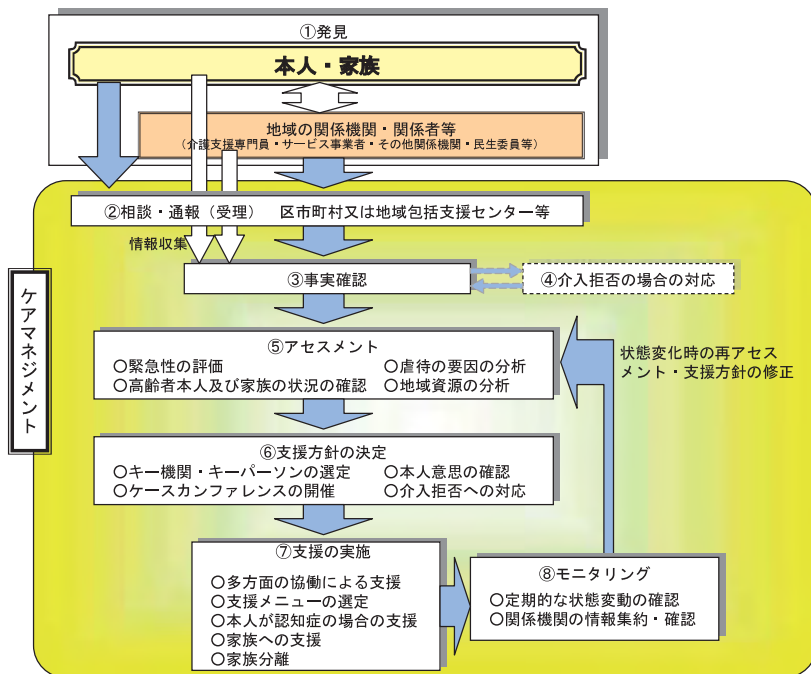 ①発見
本人・家族
地域の関係機関・関係者等
（介護支援専門員・サービス事業者・その他関係機関・民生委員等）
②相談・通報（受理）　区市町村又は地域包括支援センター等
情報収集
③事実確認
④介入拒否の場合の対応
ケアマネジメント
⑤アセスメント
○緊急性の評価　○虐待の要因の分析
○高齢者本人及び家族の状況の確認　○地域資源の分析
状態変化時の再アセス
メント・支援方針の修正
⑥支援方針の決定
○キー機関・キーパーソンの選定　○本人意思の確認
○ケースカンファレンスの開催　○介入拒否への対応
⑦支援の実施
○多方面の協働による支援
○支援メニューの選定
○本人が認知症の場合の支援
○家族への支援
○家族分離
⑧モニタリング
○定期的な状態変動の確認
○関係機関の情報集約・確認